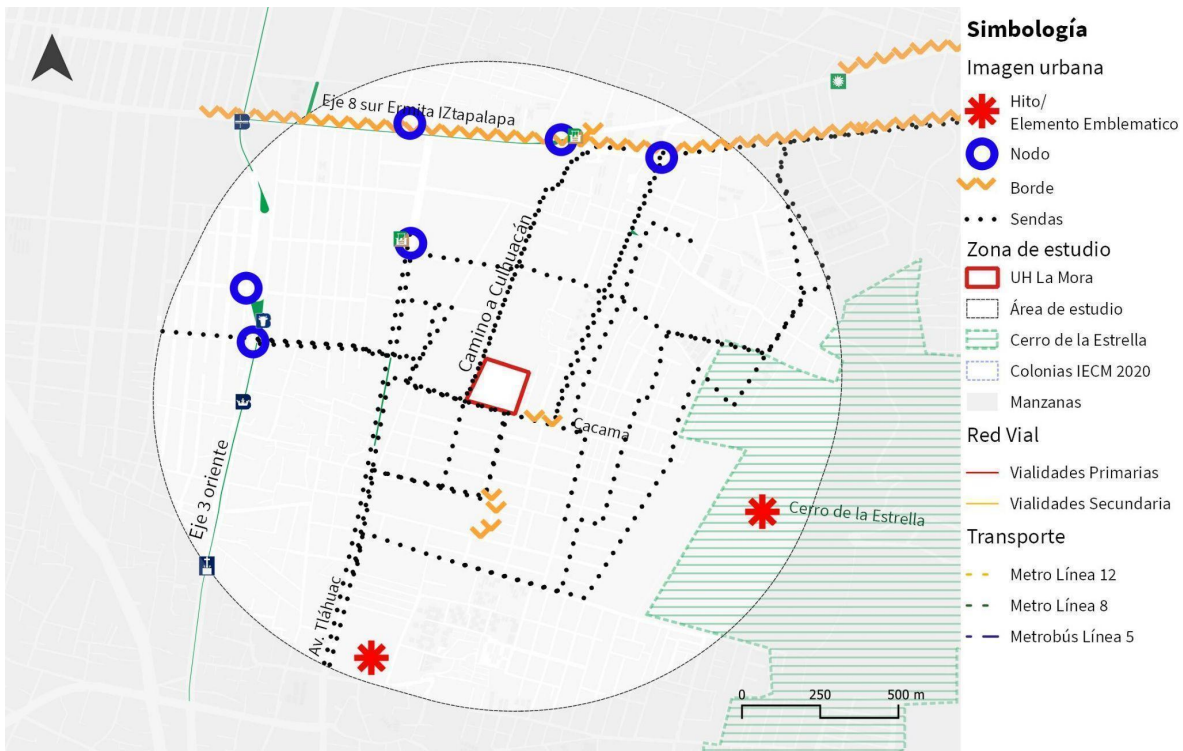 Eje 8 sur Ermita IZtapalapa
Camino a Culhuacán
Cacama
Eje 3 oriente
Av. Tláhuac
Cerro de la Estrella
0 250 500 m
Simbología
Imagen urbana
Hito/
Elemento Emblematico
Nodo
Borde
Sendas
Zona de estudio
UH La Mora
Área de estudio
Cerro de la Estrella
Colonias IECM 2020
Manzanas
Red Vial
Vialidades Primarias
Vialidades Secundaria
Transporte
Metro Línea 12
Metro Línea 8
Metrobús Línea 5